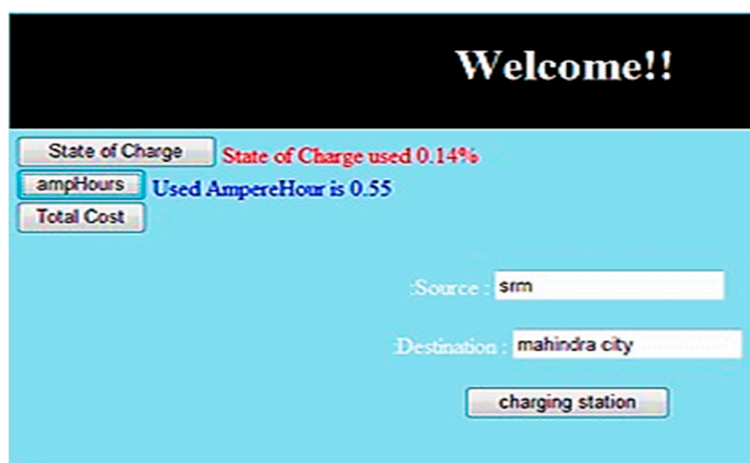 Welcome!!
State of Charge State of Charge used 0.14%
ampHours Used AmpereHour is 0.55
Total Cost
:Source : srm
:Destination : mahindra city
charging station